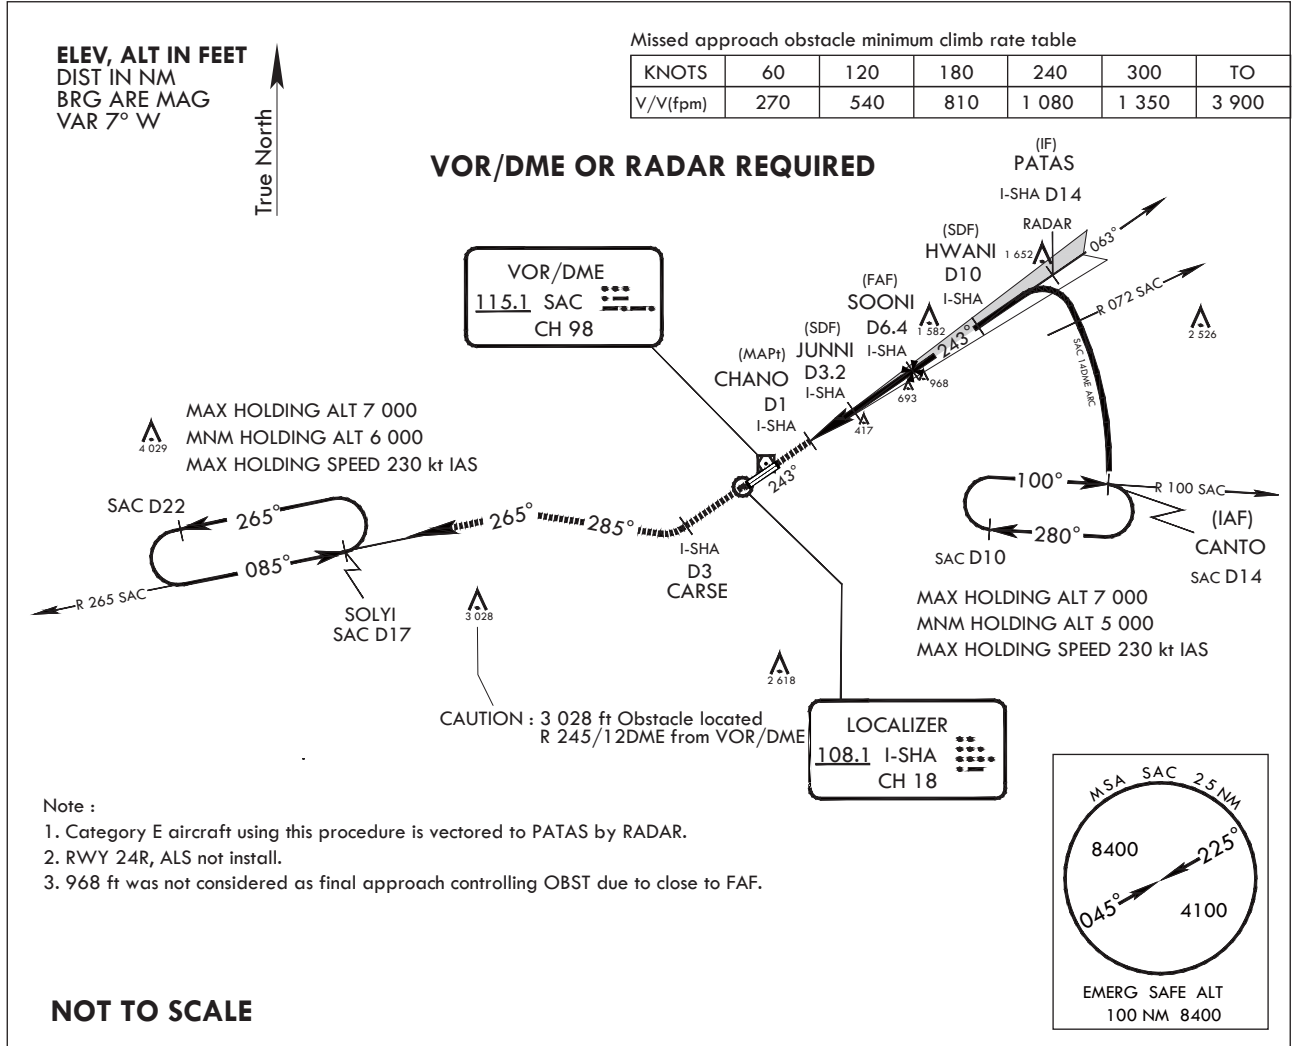 ELEV, ALT IN FEET
DIST IN NM
BRG ARE MAG
VAR 7° W
True North
Missed approach obstacle minimum climb rate table
KNOTS 60 120 180 240 300 TO
V/V(fpm) 270 540 810 1 080 1 350 3 900
VOR/DME OR RADAR REQUIRED
(IF)
PATAS
I-SHA D14
RADAR
063°
(SDF)
HWANI
D10
I-SHA
1 652
R 072 SAC
(FAF)
SOONI
D6.4
I-SHA
1 582
243°
2 526
VOR/DME
115.1 SAC
CH 98
(SDF)
JUNNI
D3.2
I-SHA
968
693
417
SAC 14DME ARC
(MAPt)
CHANO
D1
I-SHA
243°
MAX HOLDING ALT 7 000
MNM HOLDING ALT 6 000
MAX HOLDING SPEED 230 kt IAS
4 029
SAC D22
265°
085°
R 265 SAC
SOLYI
SAC D17
265°
285°
I-SHA
D3
CARSE
100°
R 100 SAC
280°
SAC D10
(IAF)
CANTO
SAC D14
MAX HOLDING ALT 7 000
MNM HOLDING ALT 5 000
MAX HOLDING SPEED 230 kt IAS
3 028
2 618
CAUTION : 3 028 ft Obstacle located
R 245/12DME from VOR/DME
LOCALIZER
108.1 I-SHA
CH 18
Note :
1. Category E aircraft using this procedure is vectored to PATAS by RADAR.
2. RWY 24R, ALS not install.
3. 968 ft was not considered as final approach controlling OBST due to close to FAF.
MSA SAC 25 NM
8400
225°
045°
4100
EMERG SAFE ALT
100 NM 8400
NOT TO SCALE